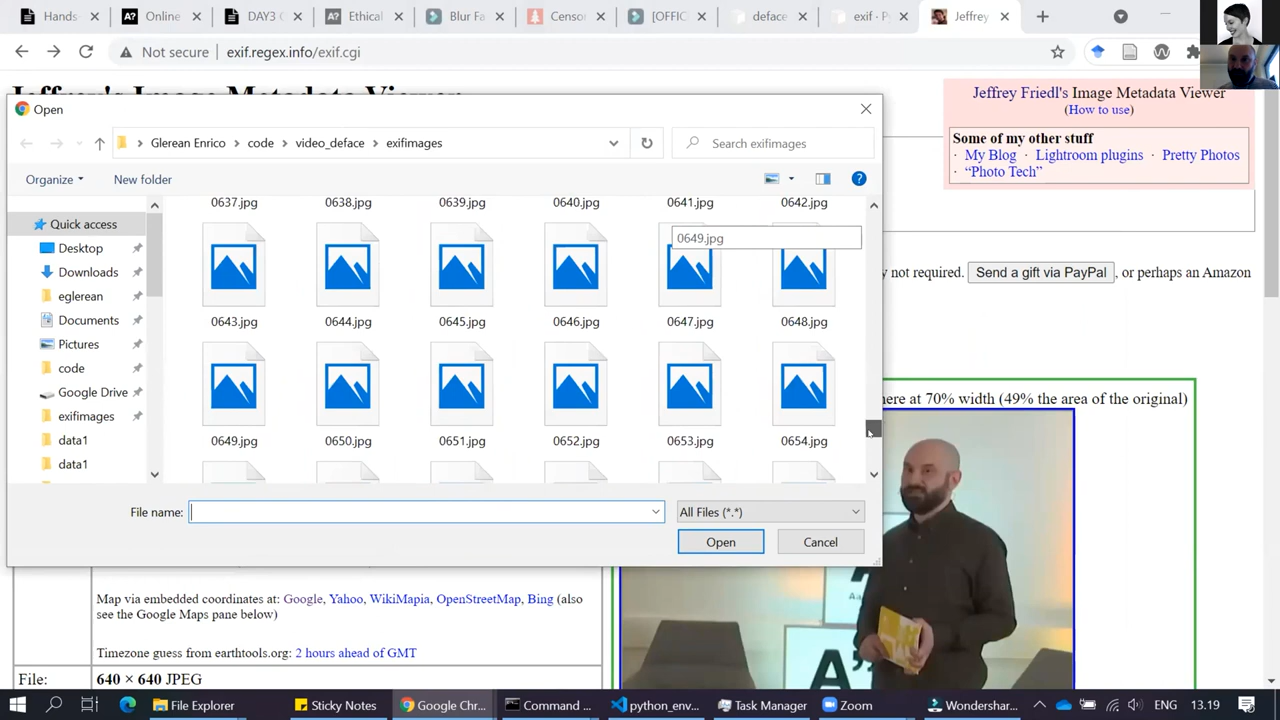 Hands
Online
DAY3 C
Ethical
Blur Fa
Censo
[OFFIC
deface
exif · P
Jeffrey
Not secure
exif.regex.info/exif.cgi
Jeffrey's Image Metadata Viewer
Jeffrey Friedl's Image Metadata Viewer
(How to use)
Some of my other stuff
· My Blog · Lightroom plugins · Pretty Photos
· “Photo Tech”
Open
Glerean Enrico > code > video_deface > exifimages
Search exifimages
Organize
New folder
Quick access
Desktop
Downloads
eglerean
Documents
Pictures
code
Google Drive
exifimages
data1
data1
0637.jpg 0638.jpg 0639.jpg 0640.jpg 0641.jpg 0642.jpg
0649.jpg
0643.jpg 0644.jpg 0645.jpg 0646.jpg 0647.jpg 0648.jpg
0649.jpg 0650.jpg 0651.jpg 0652.jpg 0653.jpg 0654.jpg
File name:
All Files (*.*)
Open
Cancel
y not required. Send a gift via PayPal , or perhaps an Amazon
here at 70% width (49% the area of the original)
Map via embedded coordinates at: Google, Yahoo, WikiMapia, OpenStreetMap, Bing (also
see the Google Maps pane below)
Timezone guess from earthtools.org: 2 hours ahead of GMT
File:
640 × 640 JPEG
File Explorer
Sticky Notes
Google Chr...
Command ...
python_env...
Task Manager
Zoom
Wondershar...
ENG
13.19